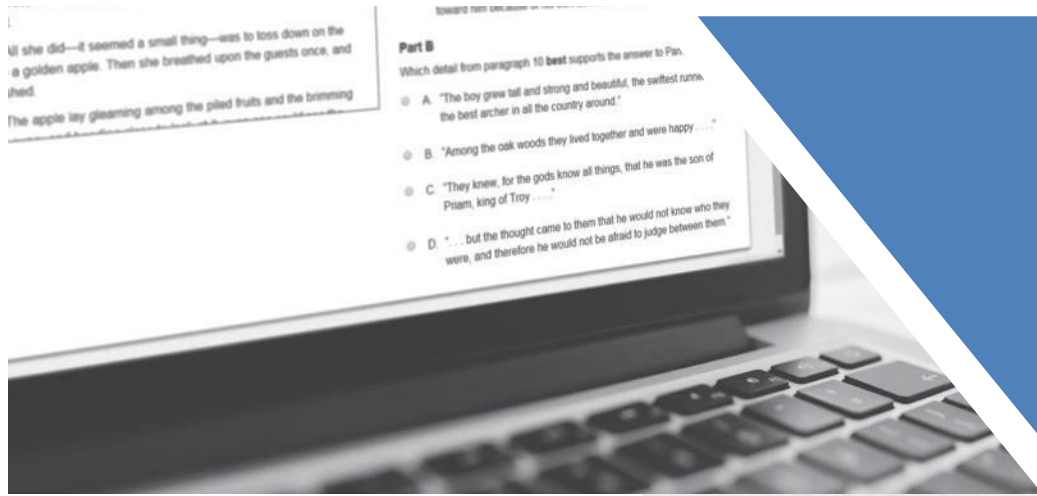 ll she did—it seemed a small thing—was to toss down on the
a golden apple. Then she breathed upon the guests once, and
hed.
The apple lay gleaming among the piled fruits and the brimming
toward him because of his
Part B
Which detail from paragraph 10 best supports the answer to Par
A. "The boy grew tall and strong and beautiful, the swiftest runne
the best archer in all the country around."
B. "Among the oak woods they lived together and were happy . . . ."
C. "They knew, for the gods know all things, that he was the son of
Priam, king of Troy . . . ."
D. ". . . but the thought came to them that he would not know who they
were, and therefore he would not be afraid to judge between them."